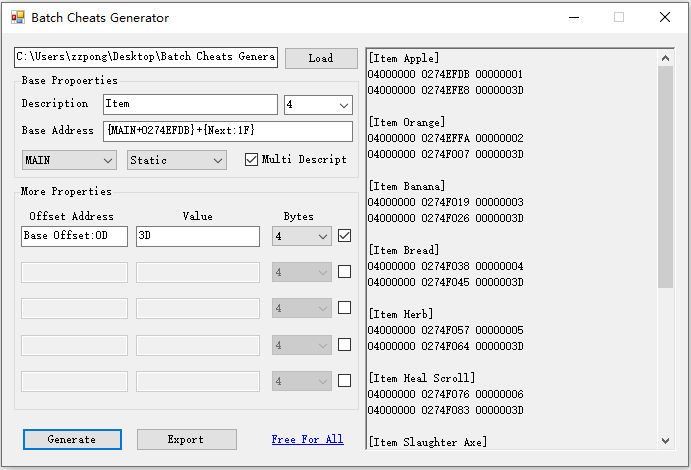 Batch Cheats Generator
C:\Users\zzpong\Desktop\Batch Cheats Genera
Load
Base Propoerties
Description
Item
4
Base Address
{MAIN+0274EFDB}+{Next:1F}
MAIN
Static
Multi Descript
More Properties
Offset Address
Value
Bytes
Base Offset:0D
3D
4
4
4
4
4
Generate
Export
Free For All
[Item Apple]
04000000 0274EFDB 00000001
04000000 0274EFE8 0000003D
[Item Orange]
04000000 0274EFFA 00000002
04000000 0274F007 0000003D
[Item Banana]
04000000 0274F019 00000003
04000000 0274F026 0000003D
[Item Bread]
04000000 0274F038 00000004
04000000 0274F045 0000003D
[Item Herb]
04000000 0274F057 00000005
04000000 0274F064 0000003D
[Item Heal Scroll]
04000000 0274F076 00000006
04000000 0274F083 0000003D
[Item Slaughter Axe]